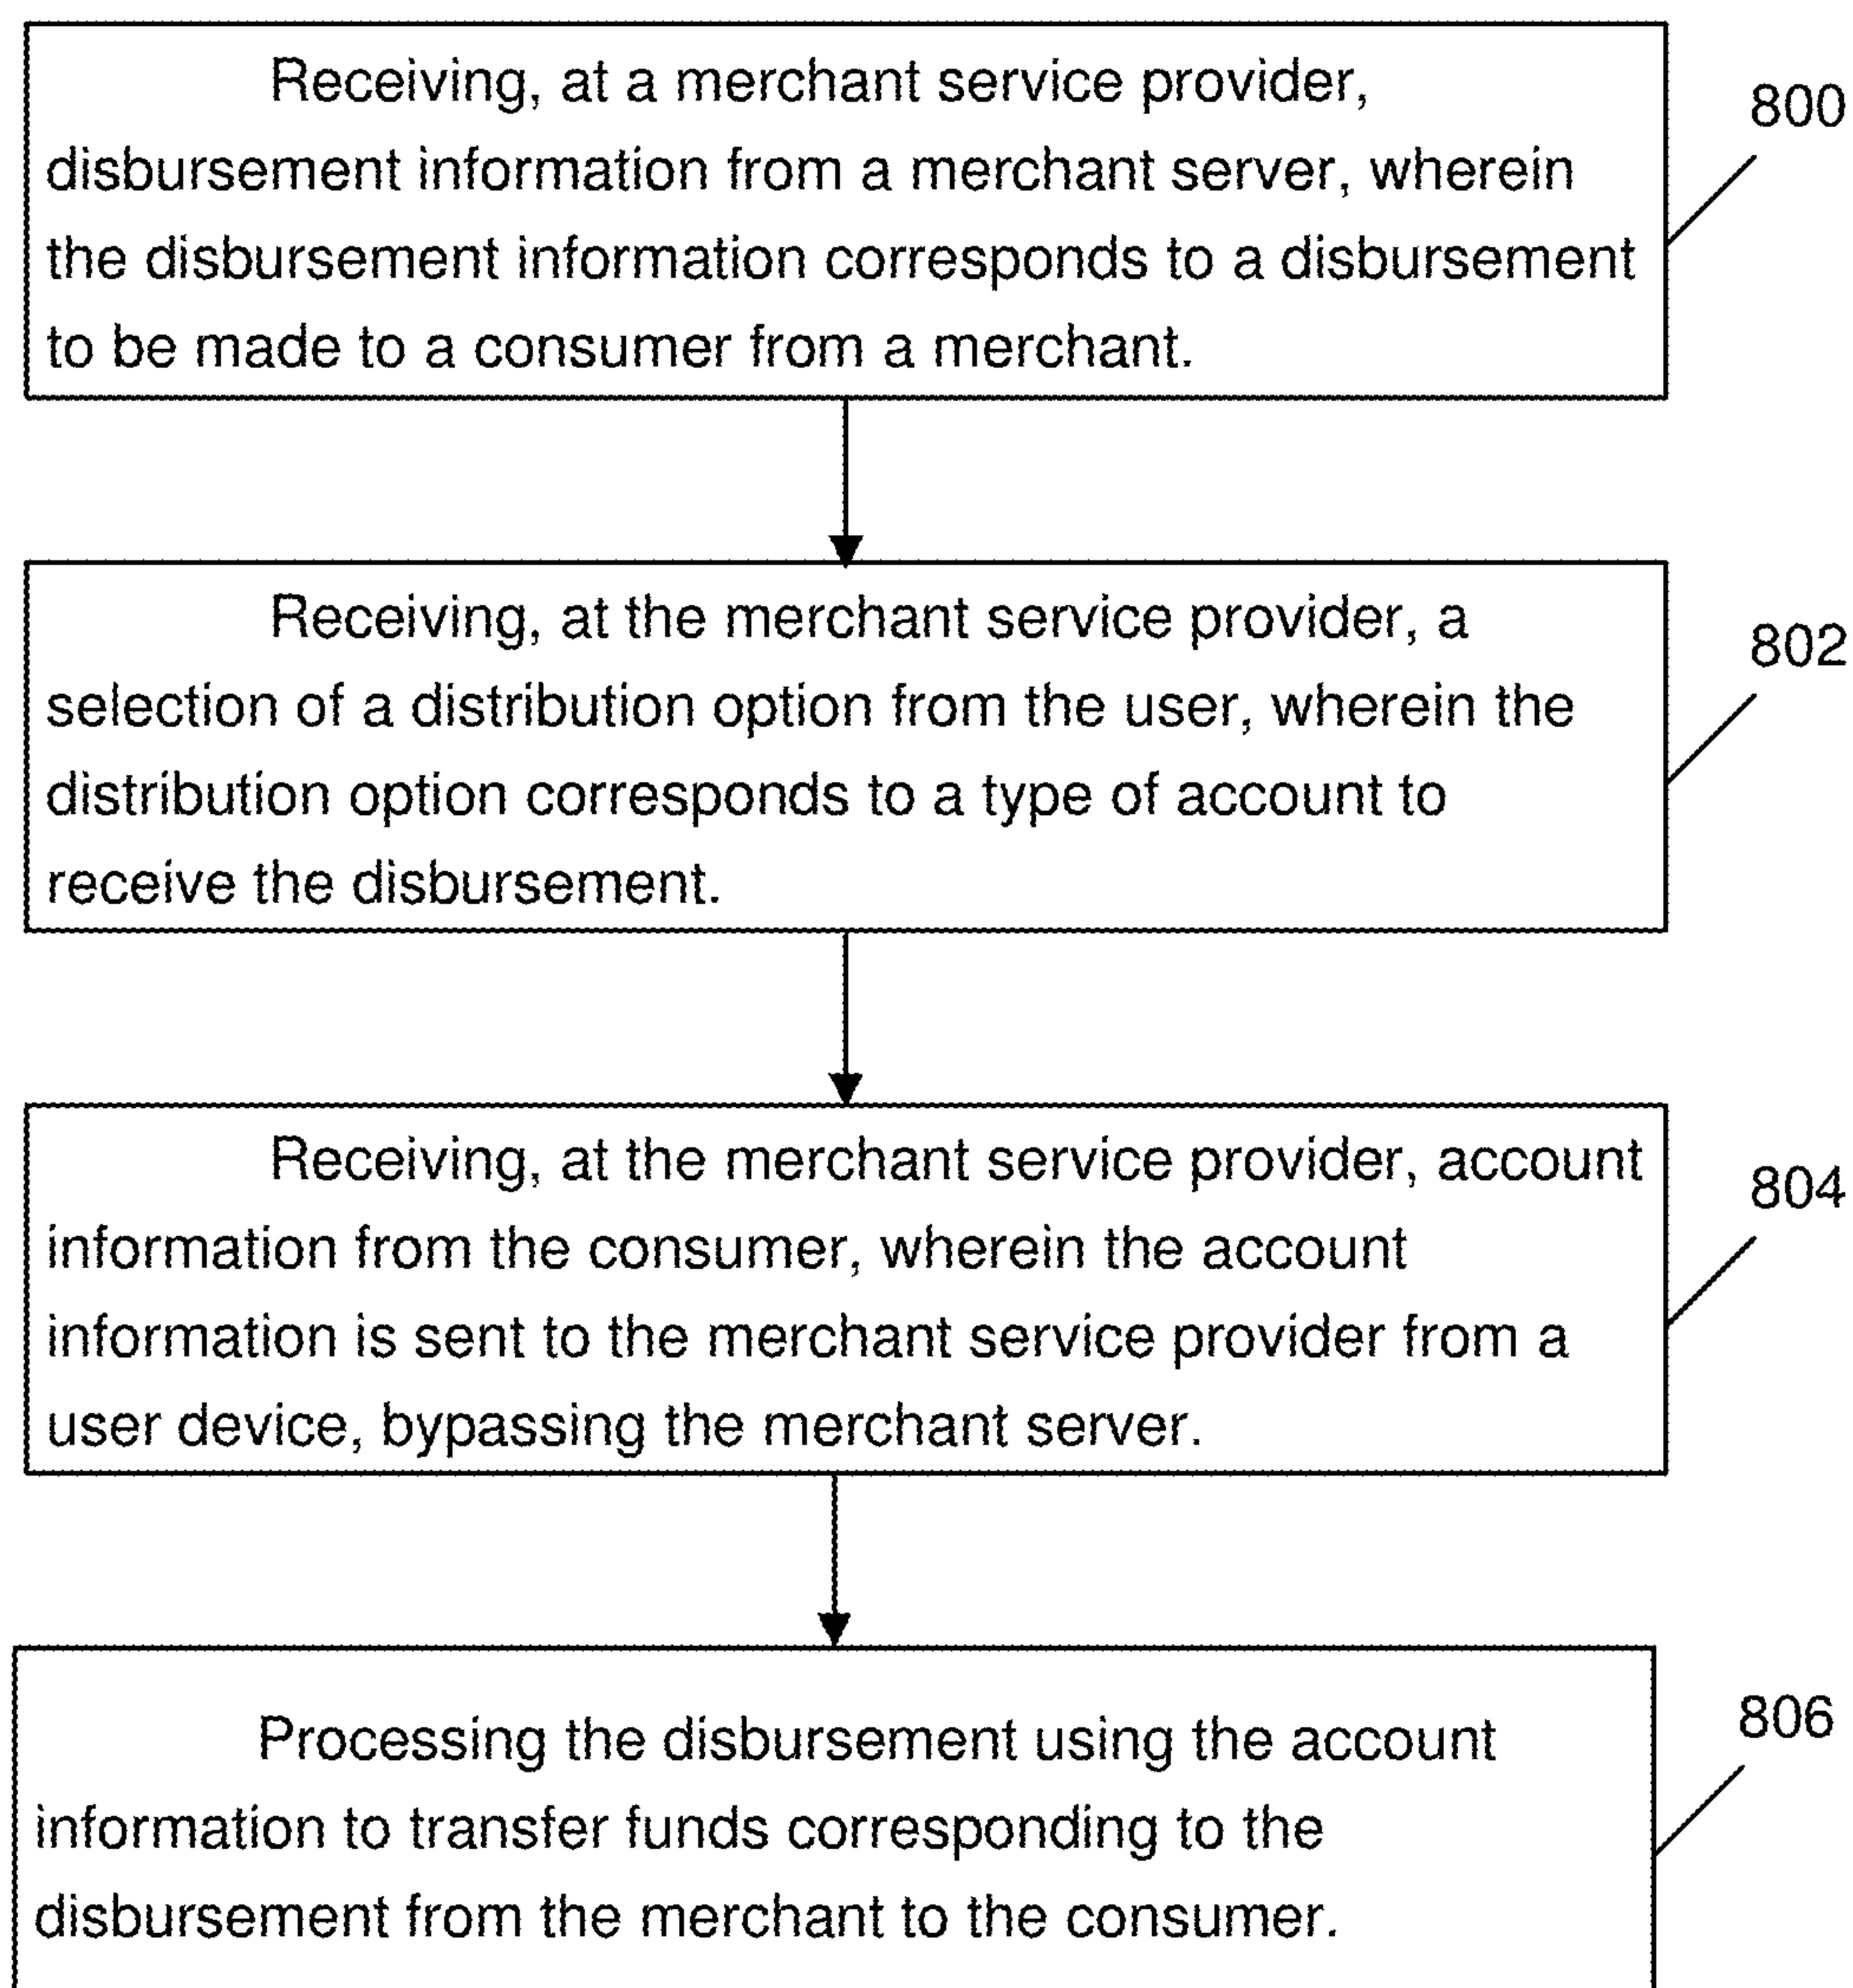 Receiving, at a merchant service provider,
800
disbursement information from a merchant server, wherein
the disbursement information corresponds to a disbursement
to be made to a consumer from a merchant.
Receiving, at the merchant service provider, a
802
selection of a distribution option from the user, wherein the
distribution option corresponds to a type of account to
receive the disbursement.
Receiving, at the merchant service provider, account
804
information from the consumer, wherein the account
information is sent to the merchant service provider from a
user device, bypassing the merchant server.
806
Processing the disbursement using the account
information to transfer funds corresponding to the
disbursement from the merchant to the consumer.